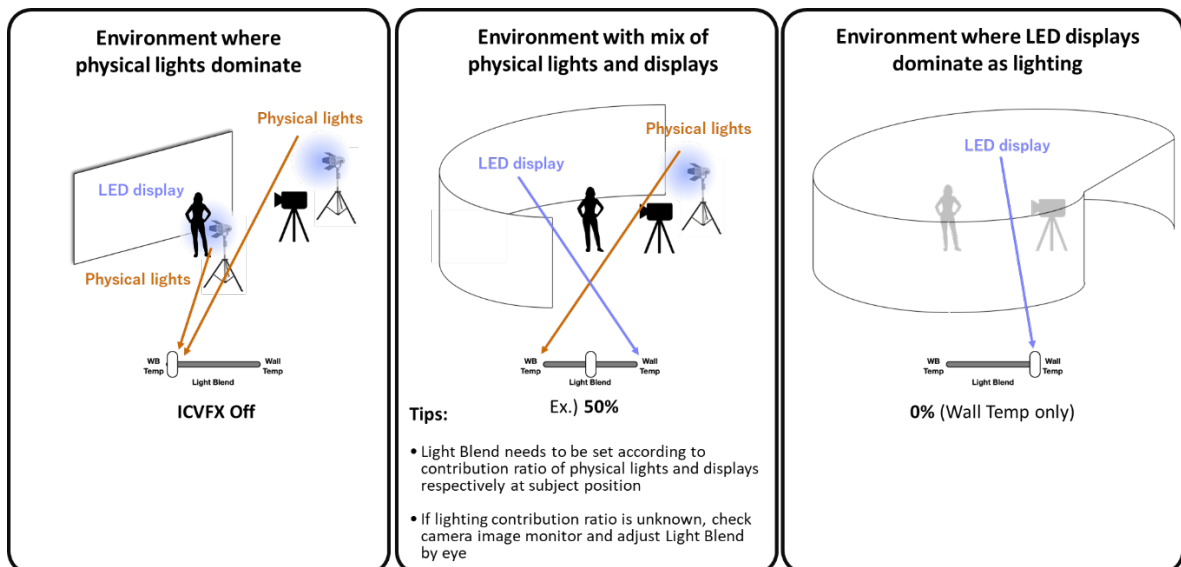 Environment where
physical lights dominate
Physical lights
LED display
Physical lights
WB
Temp
Wall
Temp
Light Blend
ICVFX Off
Environment with mix of
physical lights and displays
Physical lights
LED display
WB
Temp
Wall
Temp
Light Blend
Ex.) 50%
Tips:
• Light Blend needs to be set according to
contribution ratio of physical lights and displays
respectively at subject position
• If lighting contribution ratio is unknown, check
camera image monitor and adjust Light Blend
by eye
Environment where LED displays
dominate as lighting
LED display
WB
Temp
Wall
Temp
Light Blend
0% (Wall Temp only)